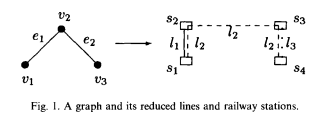 v₂
e₁
e₂
v₁
v₃
s₂
s₃
l₂
l₁
l₂
l₂
l₃
s₁
s₄
Fig. 1. A graph and its reduced lines and railway stations.